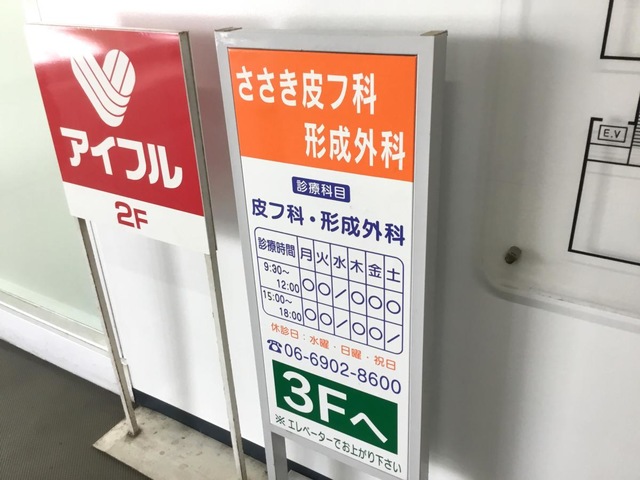 アイフル
2F
ささき皮フ科
形成外科
診療科目
皮フ科・形成外科
診療時間 月 火 水 木 金 土
9:30～12:00 ○ ○ ／ ○ ○ ○
15:00～18:00 ○ ○ ／ ○ ○ ／
休診日：水曜・日曜・祝日
☎06-6902-8600
3Fへ
※エレベーターでお上がり下さい
E.V